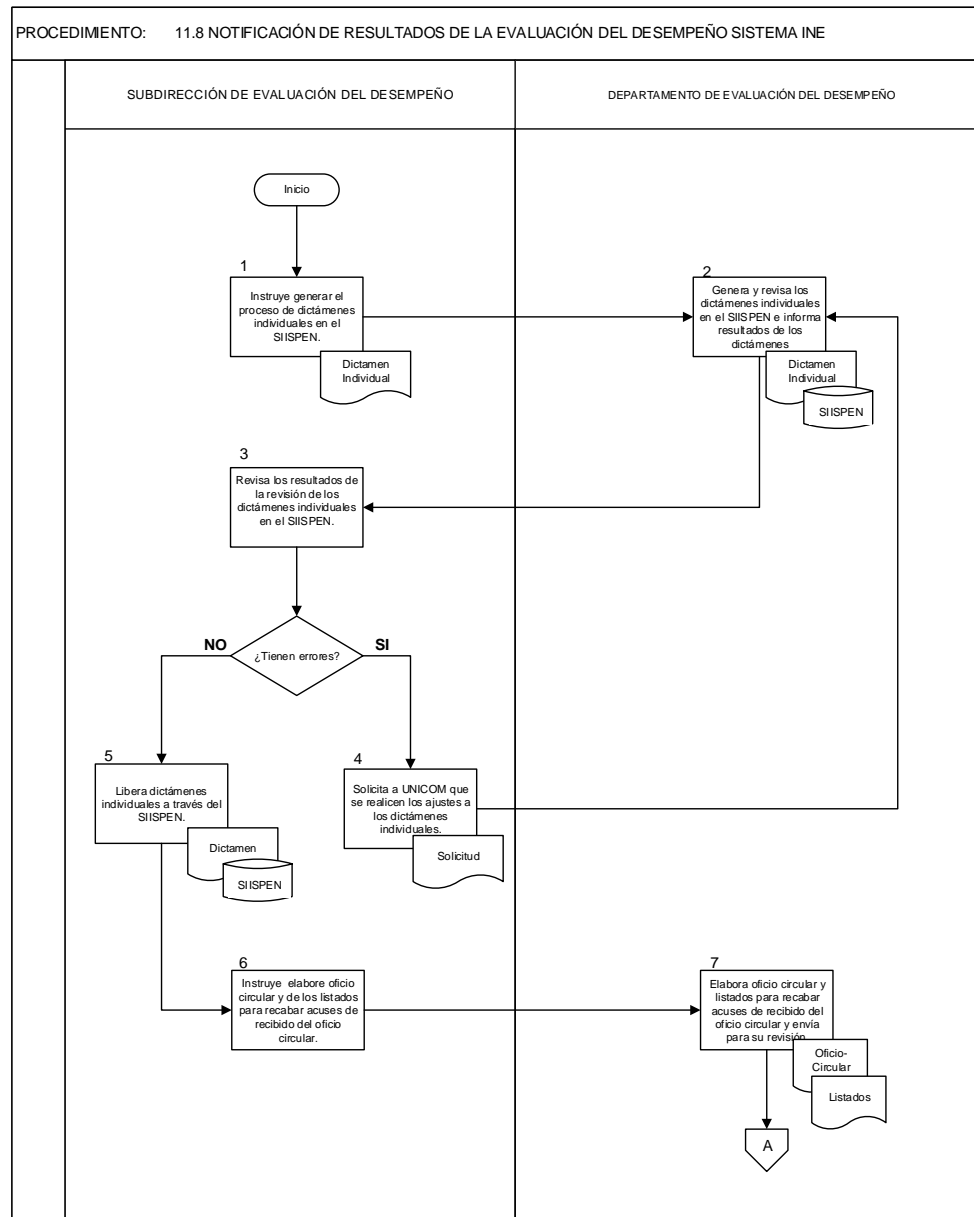 PROCEDIMIENTO: 11.8 NOTIFICACIÓN DE RESULTADOS DE LA EVALUACIÓN DEL DESEMPEÑO SISTEMA INE
SUBDIRECCIÓN DE EVALUACIÓN DEL DESEMPEÑO
DEPARTAMENTO DE EVALUACIÓN DEL DESEMPEÑO
Inicio
1
Instruye generar el
proceso de dictámenes
individuales en el
SIISPEN.
Dictamen
Individual
2
Genera y revisa los
dictámenes individuales
en el SIISPEN e informa
resultados de los
dictámenes
Dictamen
Individual
SIISPEN
3
Revisa los resultados de
la revisión de los
dictámenes individuales
en el SIISPEN.
¿Tienen errores?
NO
SI
5
Libera dictámenes
individuales a través del
SIISPEN.
Dictamen
SIISPEN
4
Solicita a UNICOM que
se realicen los ajustes a
los dictámenes
individuales.
Solicitud
6
Instruye elabore oficio
circular y de los listados
para recabar acuses de
recibido del oficio
circular.
7
Elabora oficio circular y
listados para recabar
acuses de recibido del
oficio circular y envía
para su revisión
Oficio-
Circular
Listados
A